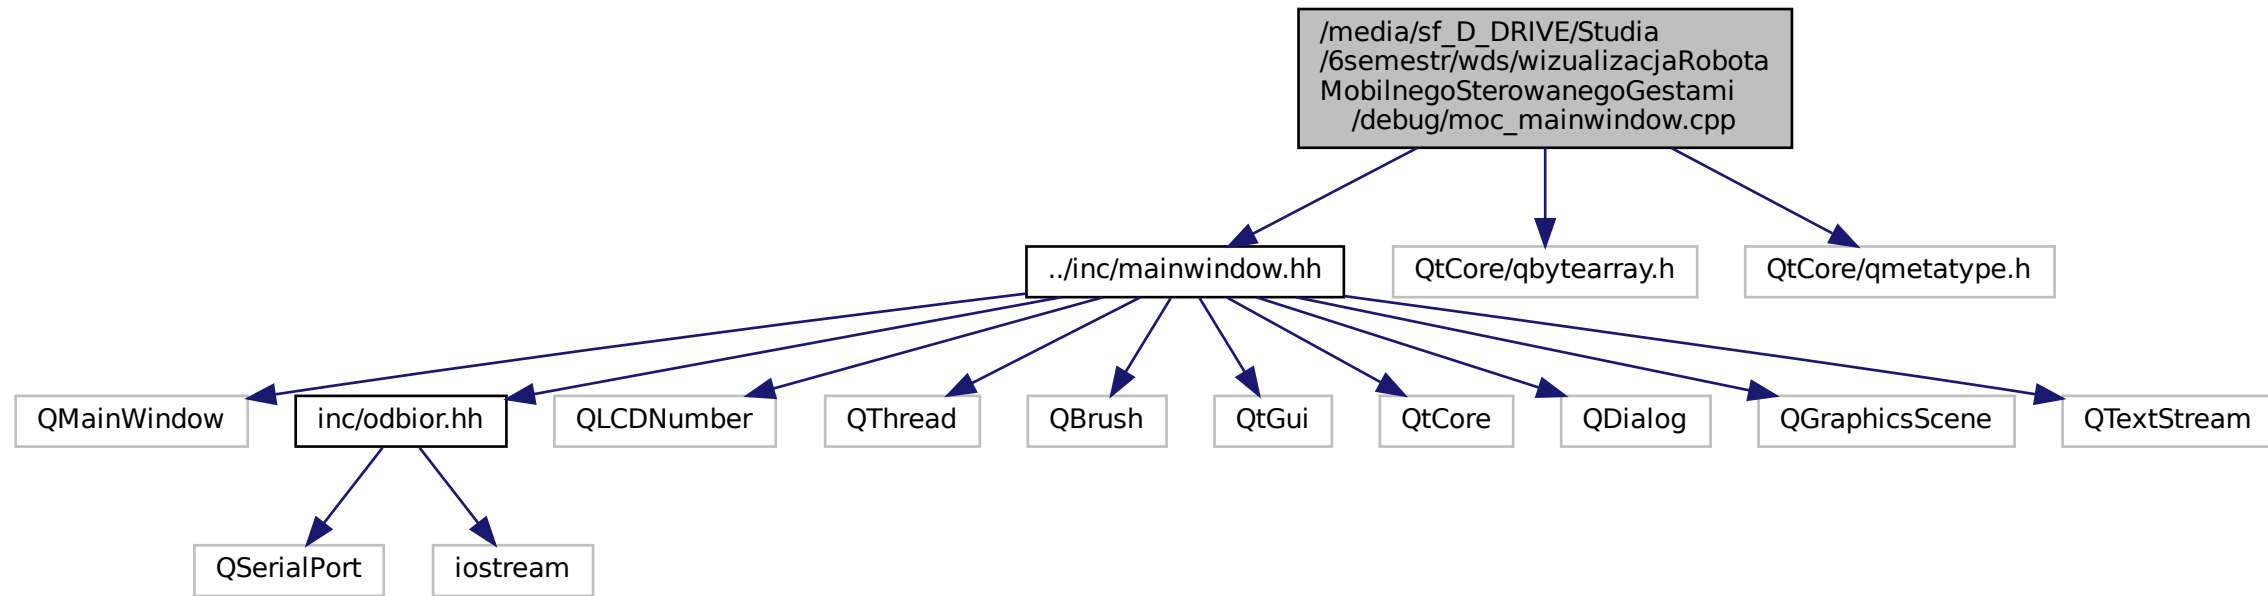 /media/sf_D_DRIVE/Studia
/6semestr/wds/wizualizacjaRobota
MobilnegoSterowanegoGestami
/debug/moc_mainwindow.cpp
../inc/mainwindow.hh
QtCore/qbytearray.h
QtCore/qmetatype.h
QMainWindow
inc/odbior.hh
QLCDNumber
QThread
QBrush
QtGui
QtCore
QDialog
QGraphicsScene
QTextStream
QSerialPort
iostream